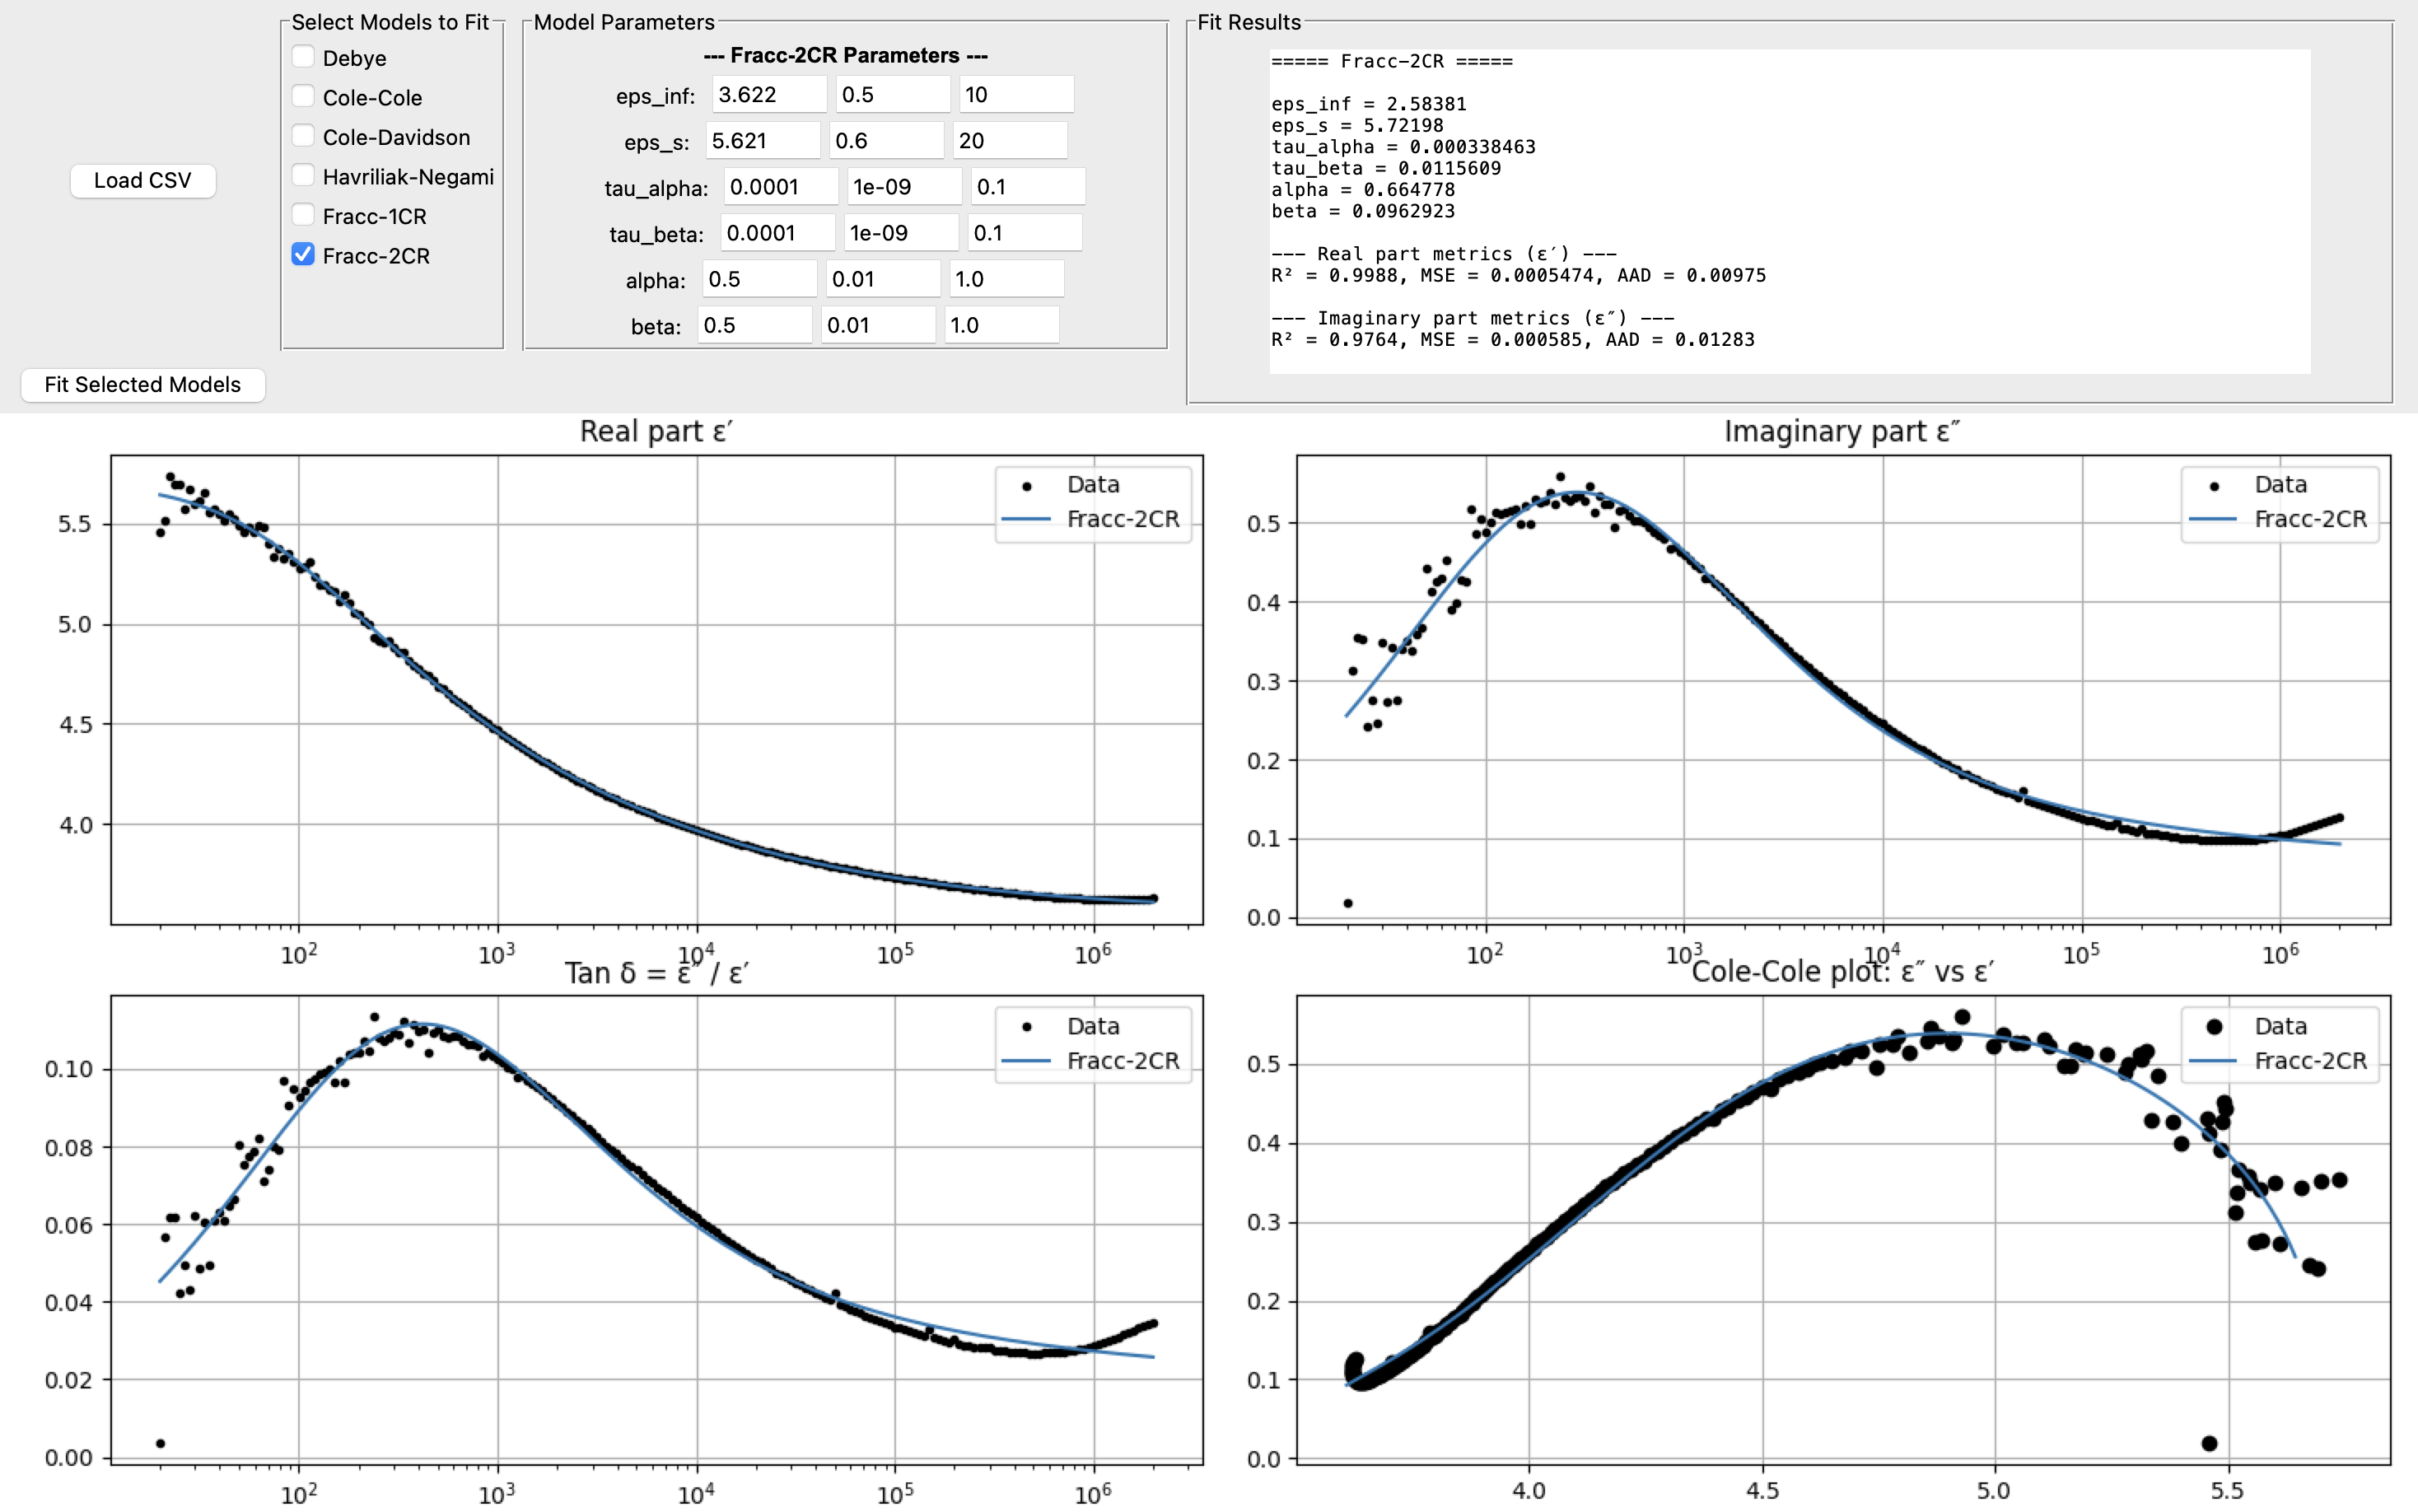 Load CSV
Fit Selected Models
Select Models to Fit
Debye
Cole-Cole
Cole-Davidson
Havriliak-Negami
Fracc-1CR
Fracc-2CR
Model Parameters
--- Fracc-2CR Parameters ---
eps_inf: 3.622 0.5 10
eps_s: 5.621 0.6 20
tau_alpha: 0.0001 1e-09 0.1
tau_beta: 0.0001 1e-09 0.1
alpha: 0.5 0.01 1.0
beta: 0.5 0.01 1.0
Fit Results
===== Fracc-2CR =====
eps_inf = 2.58381
eps_s = 5.72198
tau_alpha = 0.000338463
tau_beta = 0.0115609
alpha = 0.664778
beta = 0.0962923
--- Real part metrics (ε′) ---
R² = 0.9988, MSE = 0.0005474, AAD = 0.00975
--- Imaginary part metrics (ε″) ---
R² = 0.9764, MSE = 0.000585, AAD = 0.01283
Real part ε′
Data
Fracc-2CR
5.5
5.0
4.5
4.0
10² 10³ 10⁴ 10⁵ 10⁶
Imaginary part ε″
Data
Fracc-2CR
0.5
0.4
0.3
0.2
0.1
0.0
10² 10³ 10⁴ 10⁵ 10⁶
Tan δ = ε″ / ε′
Data
Fracc-2CR
0.10
0.08
0.06
0.04
0.02
0.00
10² 10³ 10⁴ 10⁵ 10⁶
Cole-Cole plot: ε″ vs ε′
Data
Fracc-2CR
0.5
0.4
0.3
0.2
0.1
0.0
4.0 4.5 5.0 5.5